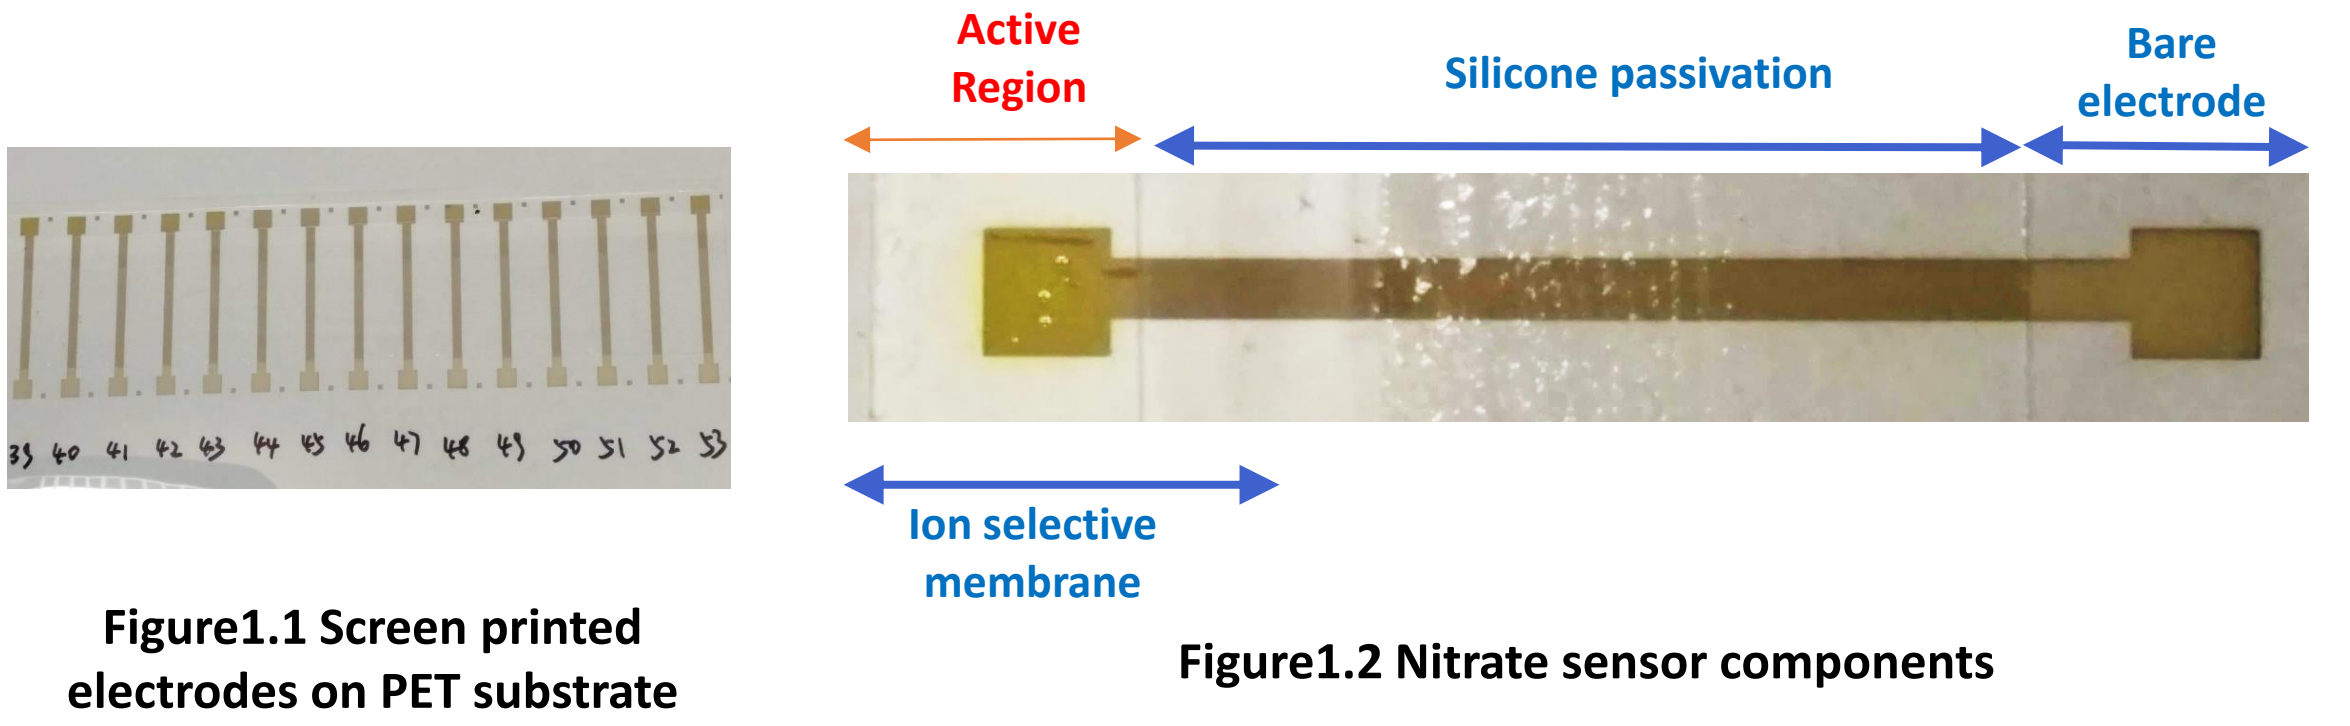 Active
Region
Silicone passivation
Bare
electrode
39 40 41 42 43 44 45 46 47 48 49 50 51 52 53
Ion selective
membrane
Figure1.1 Screen printed
electrodes on PET substrate
Figure1.2 Nitrate sensor components